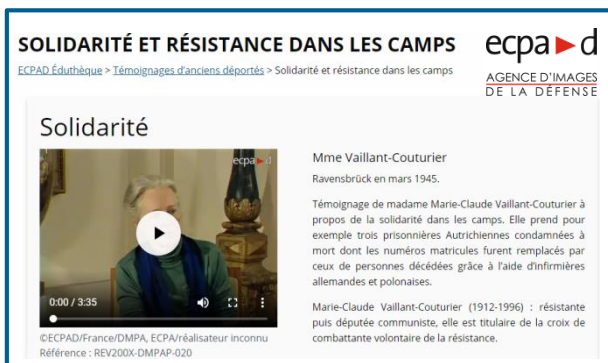 SOLIDARITÉ ET RÉSISTANCE DANS LES CAMPS
ecpa d
AGENCE D'IMAGES
DE LA DÉFENSE
ECPAD Éduthèque > Témoignages d'anciens déportés > Solidarité et résistance dans les camps
Solidarité
ecpa d
0:00 / 3:35
©ECPAD/France/DMPA, ECPA/réalisateur inconnu
Référence : REV200X-DMPAP-020
Mme Vaillant-Couturier
Ravensbrück en mars 1945.
Témoignage de madame Marie-Claude Vaillant-Couturier à
propos de la solidarité dans les camps. Elle prend pour
exemple trois prisonnières Autrichiennes condamnées à
mort dont les numéros matricules furent remplacés par
ceux de personnes décédées grâce à l'aide d'infirmières
allemandes et polonaises.
Marie-Claude Vaillant-Couturier (1912-1996) : résistante
puis députée communiste, elle est titulaire de la croix de
combattante volontaire de la résistance.